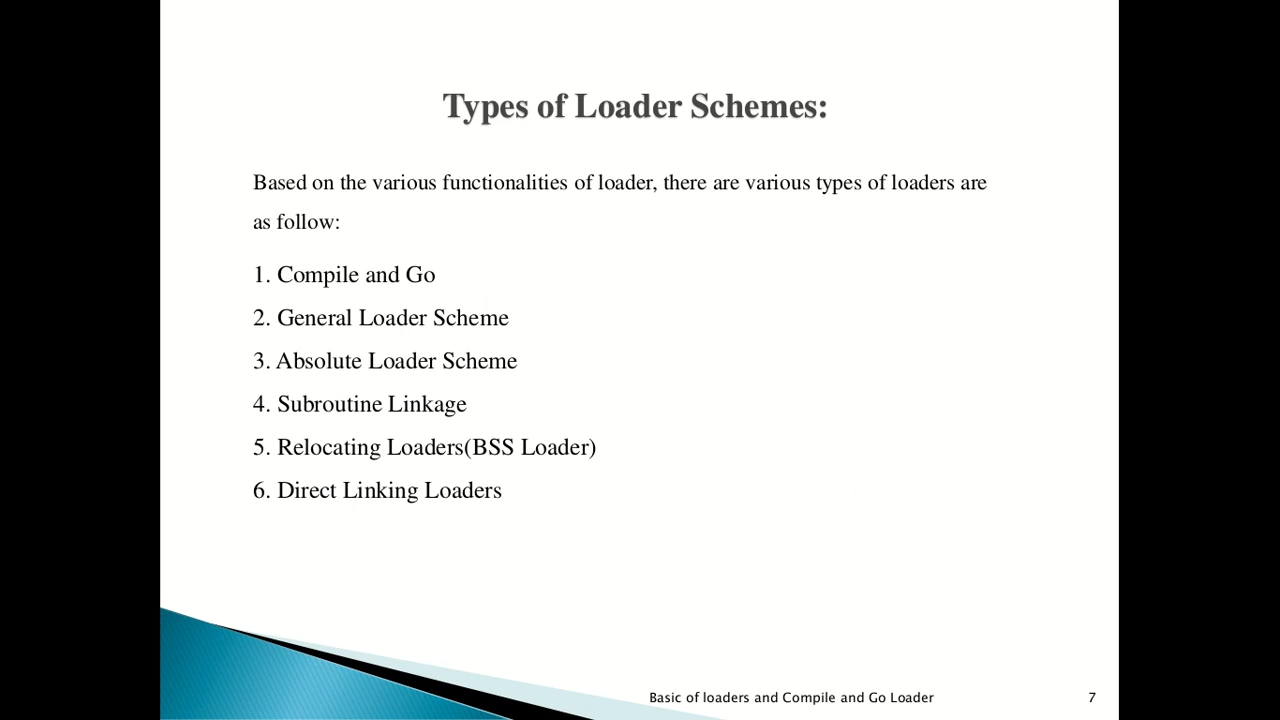 Types of Loader Schemes:
Based on the various functionalities of loader, there are various types of loaders are
as follow:
1. Compile and Go
2. General Loader Scheme
3. Absolute Loader Scheme
4. Subroutine Linkage
5. Relocating Loaders(BSS Loader)
6. Direct Linking Loaders
Basic of loaders and Compile and Go Loader 7